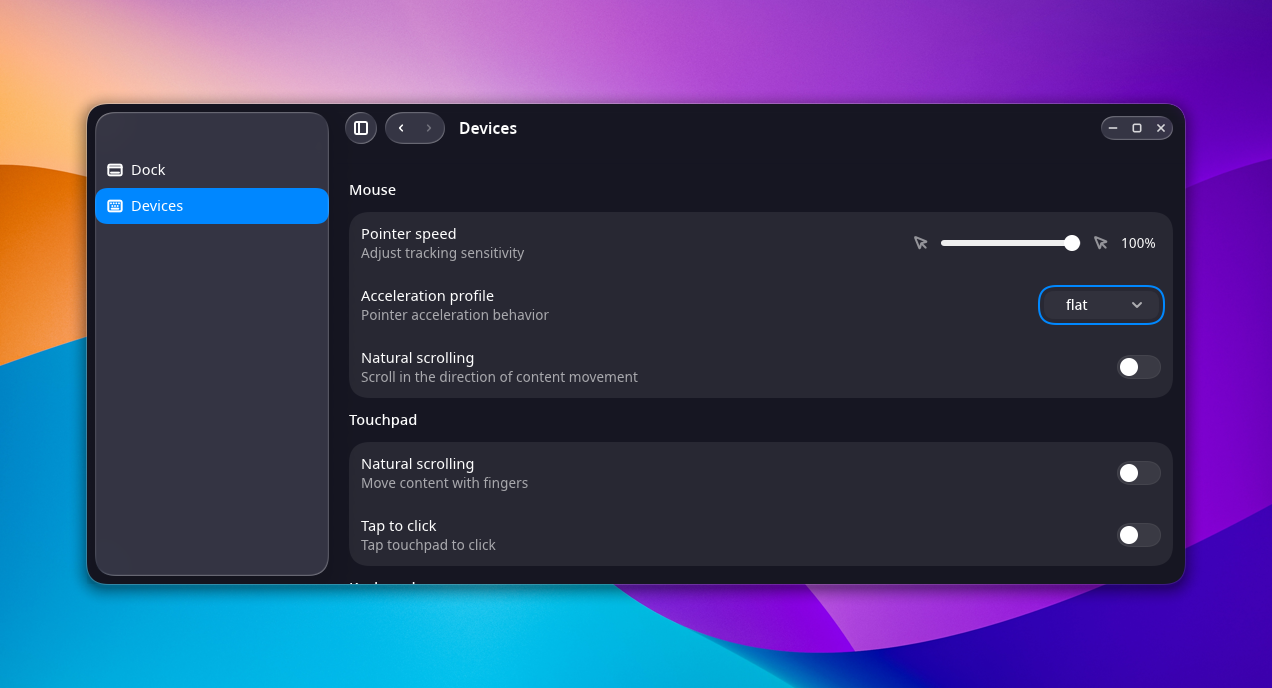 Devices
Dock
Devices
Mouse
Pointer speed
Adjust tracking sensitivity
100%
Acceleration profile
Pointer acceleration behavior
flat
Natural scrolling
Scroll in the direction of content movement
Touchpad
Natural scrolling
Move content with fingers
Tap to click
Tap touchpad to click